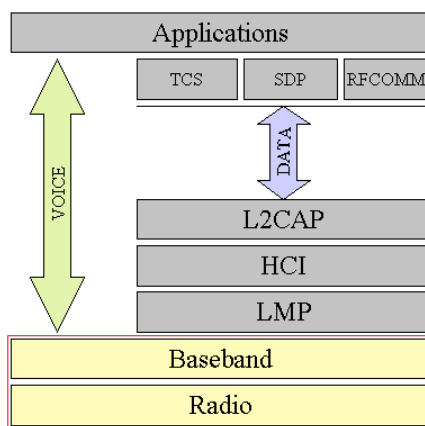 Applications
TCS SDP RFCOMM
VOICE
DATA
L2CAP
HCI
LMP
Baseband
Radio